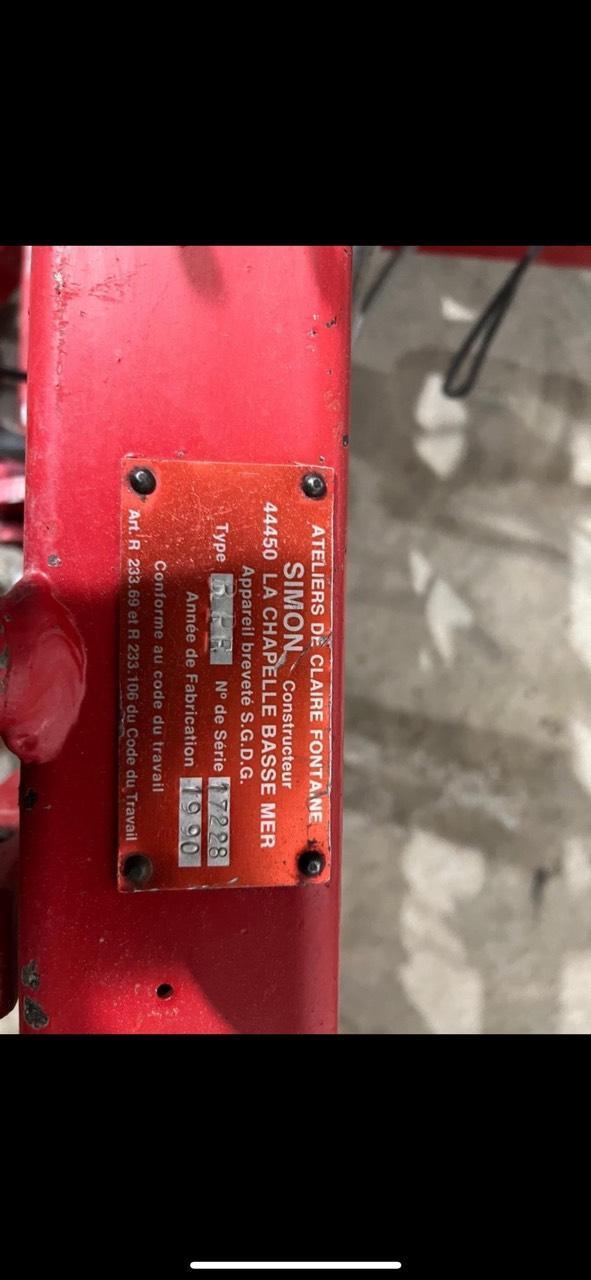 ATELIERS DE CLAIRE FONTAINE
SIMON Constructeur
44450 LA CHAPELLE BASSE MER
Appareil breveté S.G.D.G.
Type N° de Série 17228
Année de Fabrication 1990
Conforme au code du travail
Art. R 233.69 et R 233.106 du Code du Travail